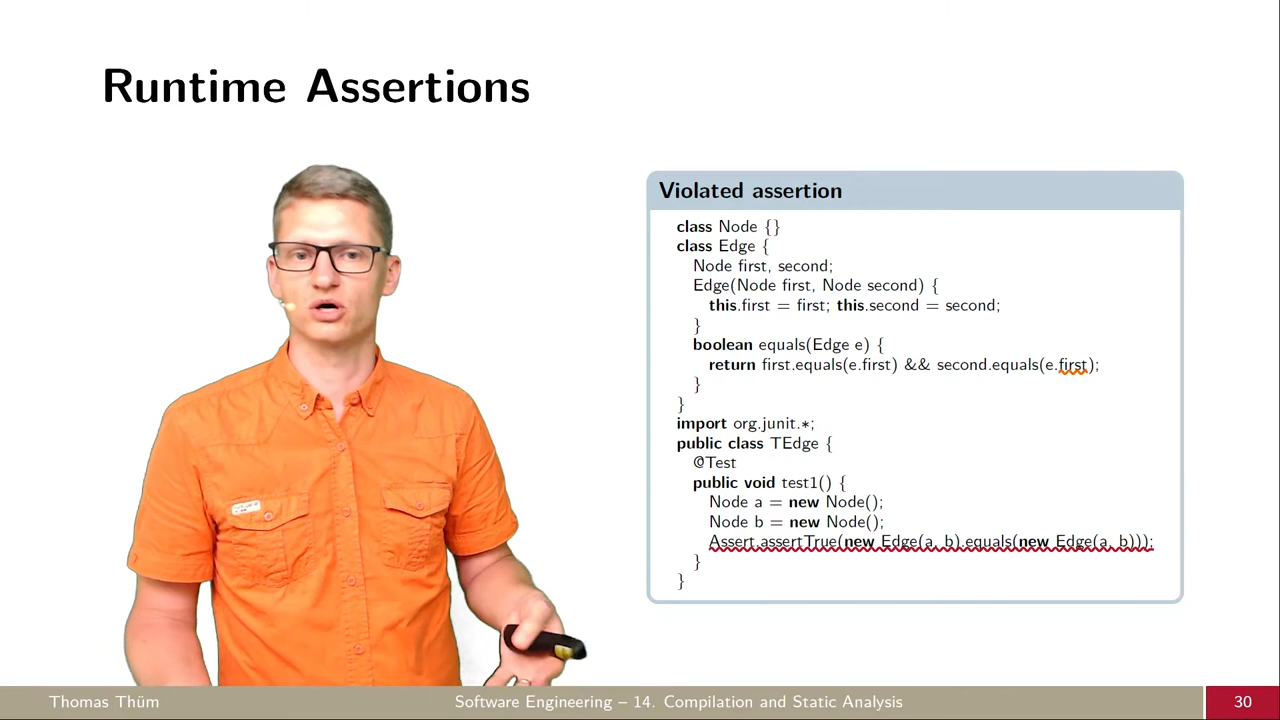 Runtime Assertions
Violated assertion
class Node {}
class Edge {
Node first, second;
Edge(Node first, Node second) {
this.first = first; this.second = second;
}
boolean equals(Edge e) {
return first.equals(e.first) && second.equals(e.first);
}
}
import org.junit.*;
public class TEdge {
@Test
public void test1() {
Node a = new Node();
Node b = new Node();
Assert.assertTrue(new Edge(a, b).equals(new Edge(a, b)));
}
}
Thomas Thüm
Software Engineering – 14. Compilation and Static Analysis
30